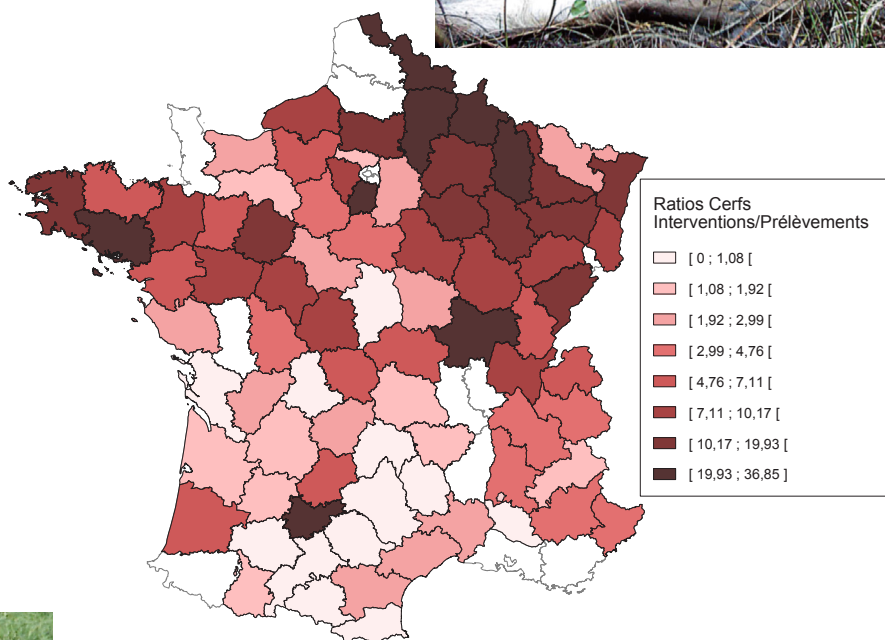 Ratios Cerfs
Interventions/Prélèvements
[ 0 ; 1,08 [
[ 1,08 ; 1,92 [
[ 1,92 ; 2,99 [
[ 2,99 ; 4,76 [
[ 4,76 ; 7,11 [
[ 7,11 ; 10,17 [
[ 10,17 ; 19,93 [
[ 19,93 ; 36,85 ]